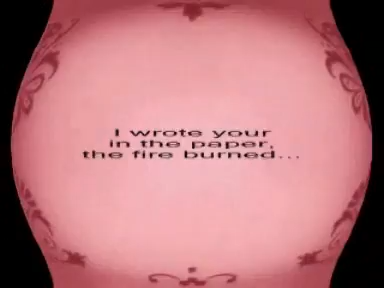 I wrote your
in the paper,
the fire burned...